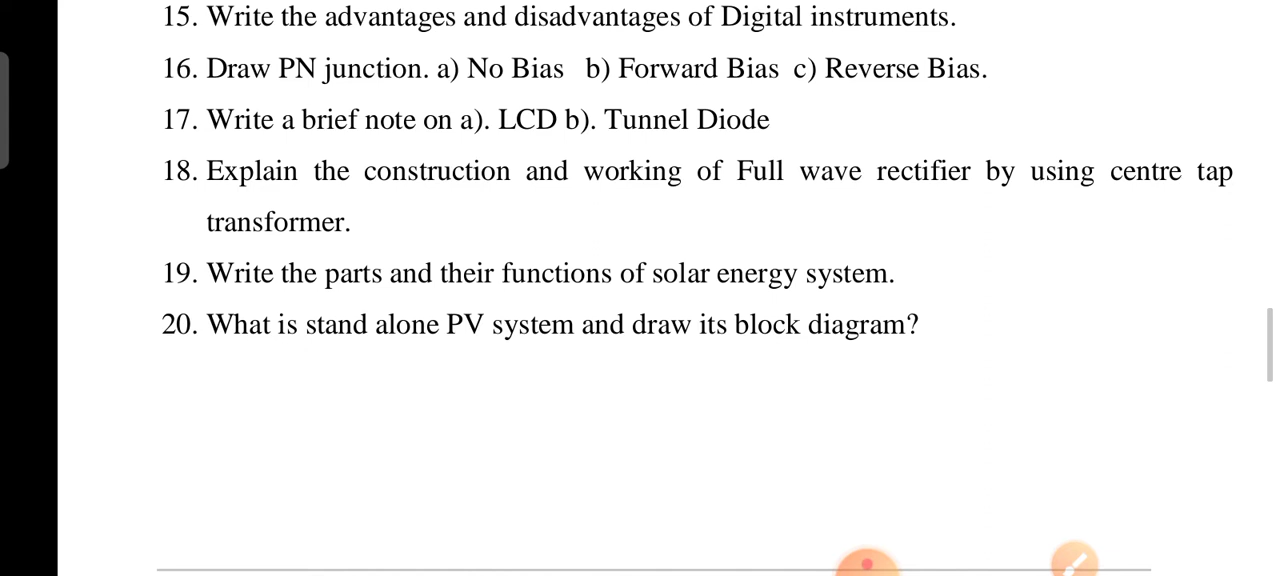 15. Write the advantages and disadvantages of Digital instruments.
16. Draw PN junction. a) No Bias b) Forward Bias c) Reverse Bias.
17. Write a brief note on a). LCD b). Tunnel Diode
18. Explain the construction and working of Full wave rectifier by using centre tap
transformer.
19. Write the parts and their functions of solar energy system.
20. What is stand alone PV system and draw its block diagram?